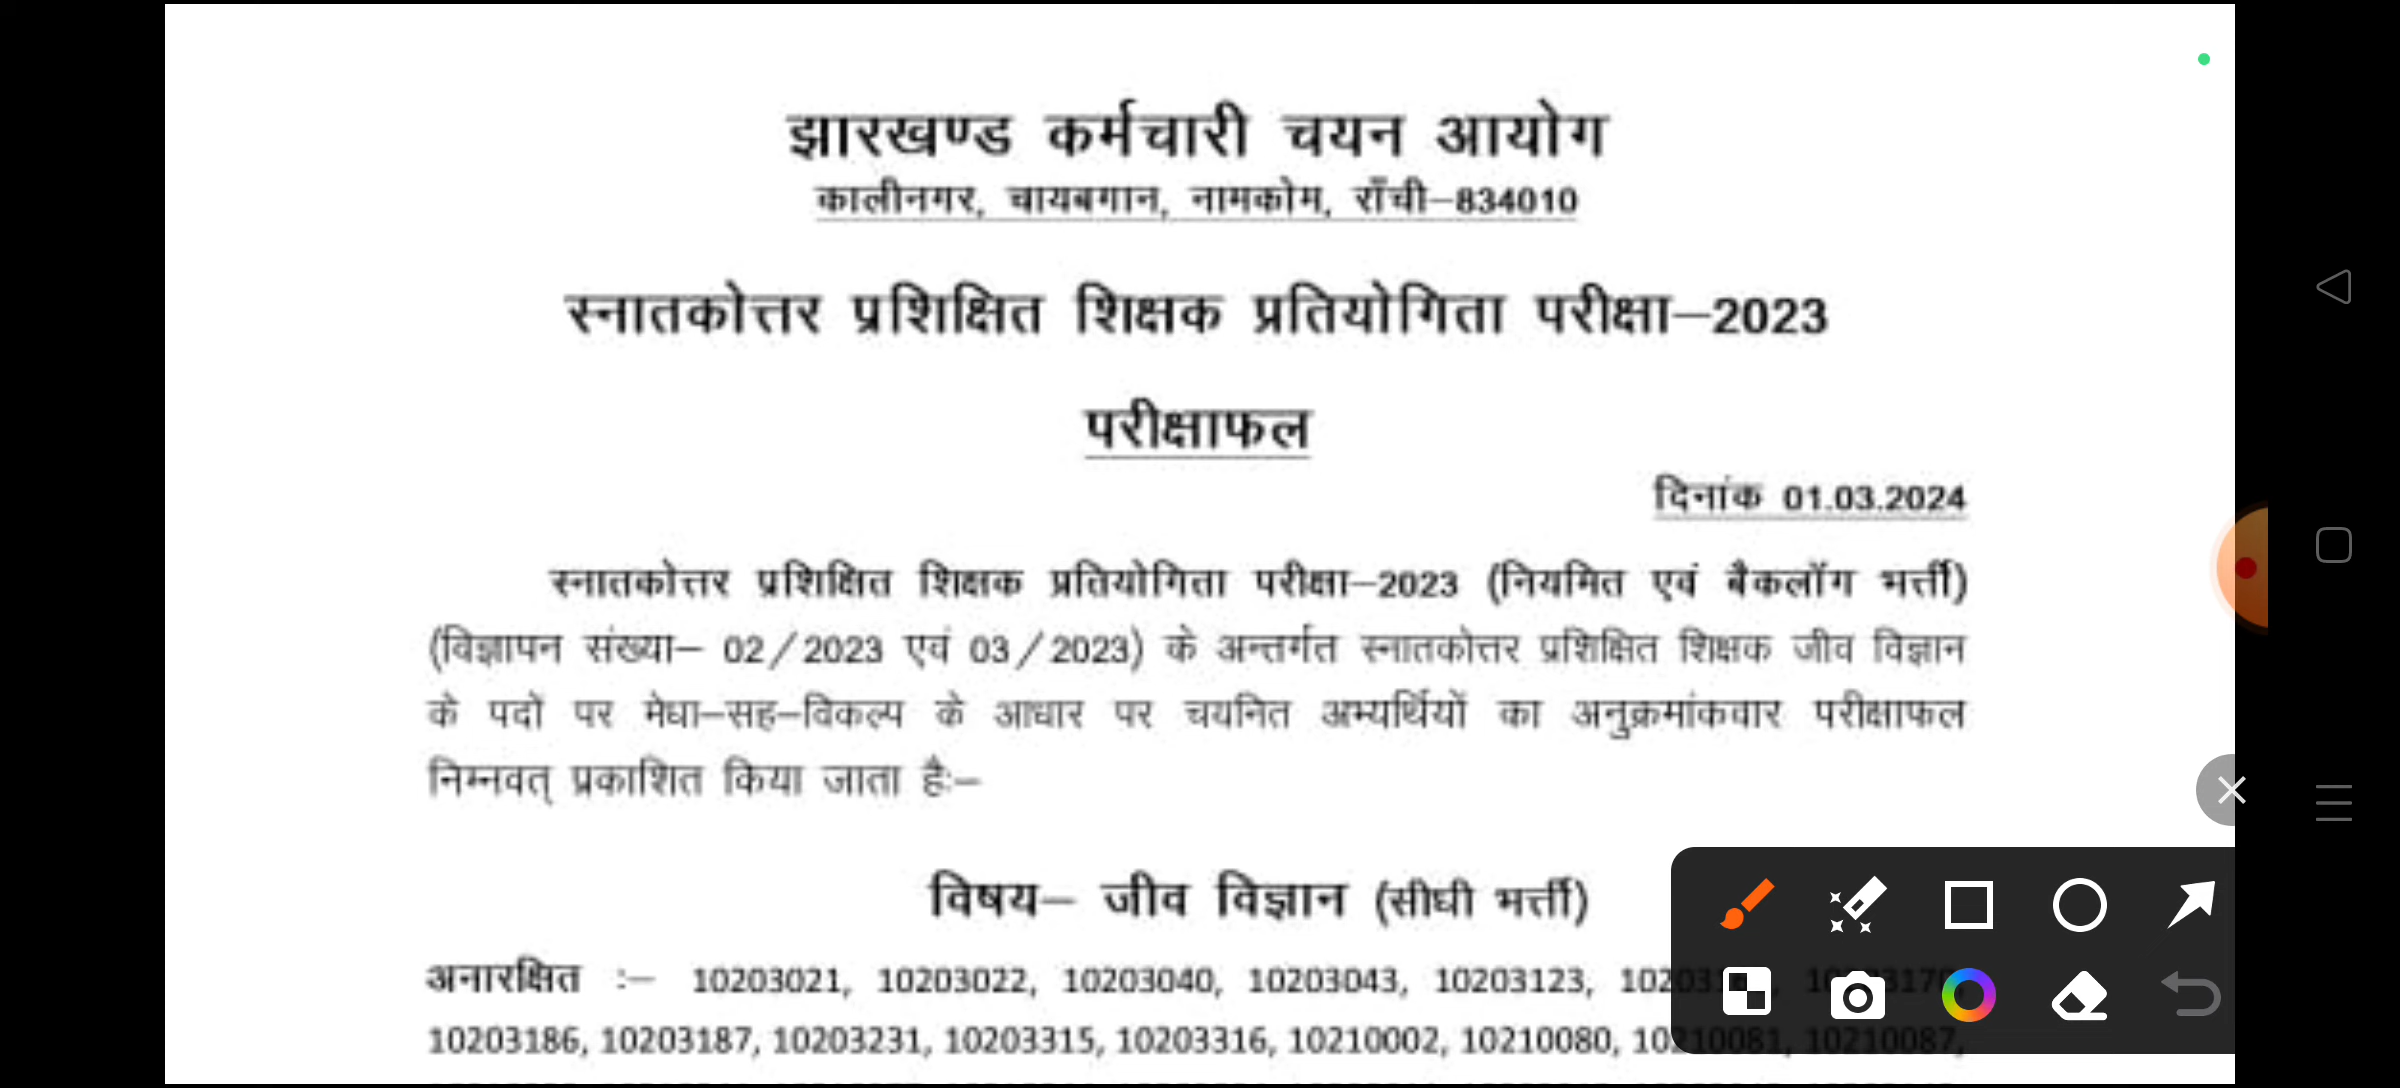 झारखण्ड कर्मचारी चयन आयोग
कालीनगर, चायबगान, नामकोम, राँची–834010
स्नातकोत्तर प्रशिक्षित शिक्षक प्रतियोगिता परीक्षा–2023
परीक्षाफल
दिनांक 01.03.2024
स्नातकोत्तर प्रशिक्षित शिक्षक प्रतियोगिता परीक्षा–2023 (नियमित एवं बैकलॉग भर्ती)
(विज्ञापन संख्या– 02/2023 एवं 03/2023) के अन्तर्गत स्नातकोत्तर प्रशिक्षित शिक्षक जीव विज्ञान
के पदों पर मेधा–सह–विकल्प के आधार पर चयनित अभ्यर्थियों का अनुक्रमांकवार परीक्षाफल
निम्नवत् प्रकाशित किया जाता है:–
विषय– जीव विज्ञान (सीधी भर्ती)
अनारक्षित :– 10203021, 10203022, 10203040, 10203043, 10203123,
10203186, 10203187, 10203231, 10203315, 10203316, 10210002, 10210080, 10210081, 10210087,